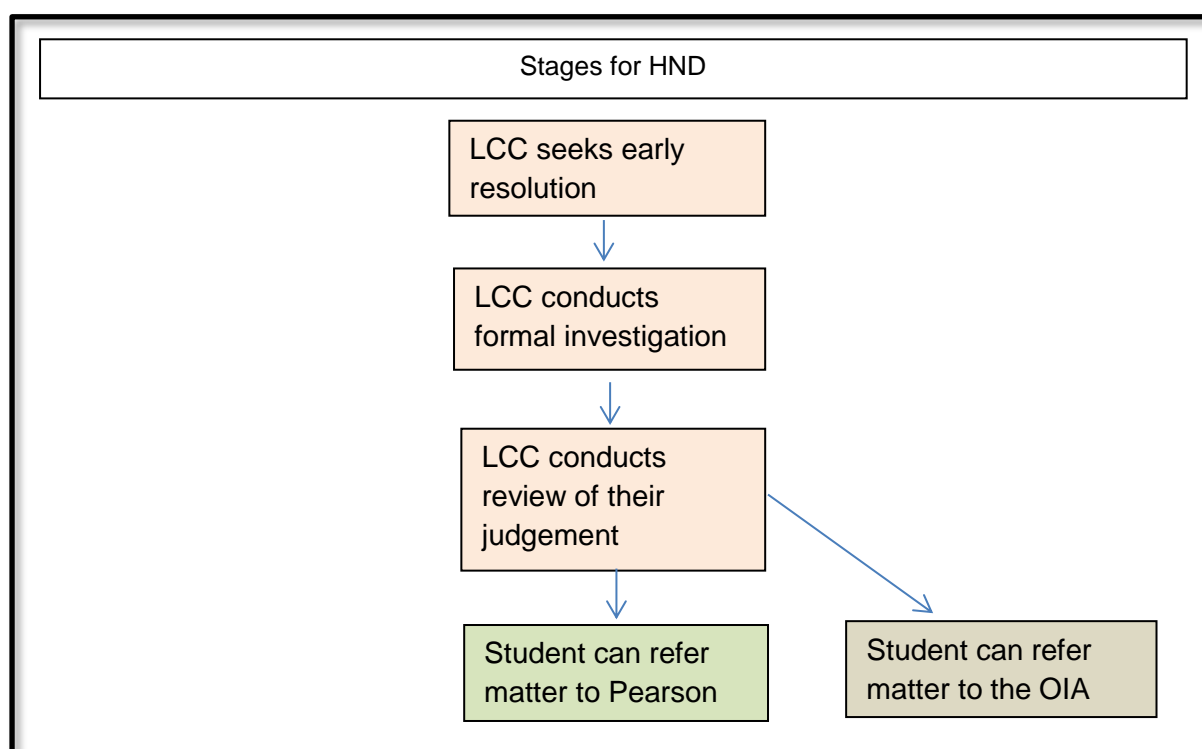 Stages for HND
LCC seeks early
resolution
LCC conducts
formal investigation
LCC conducts
review of their
judgement
Student can refer
matter to Pearson
Student can refer
matter to the OIA